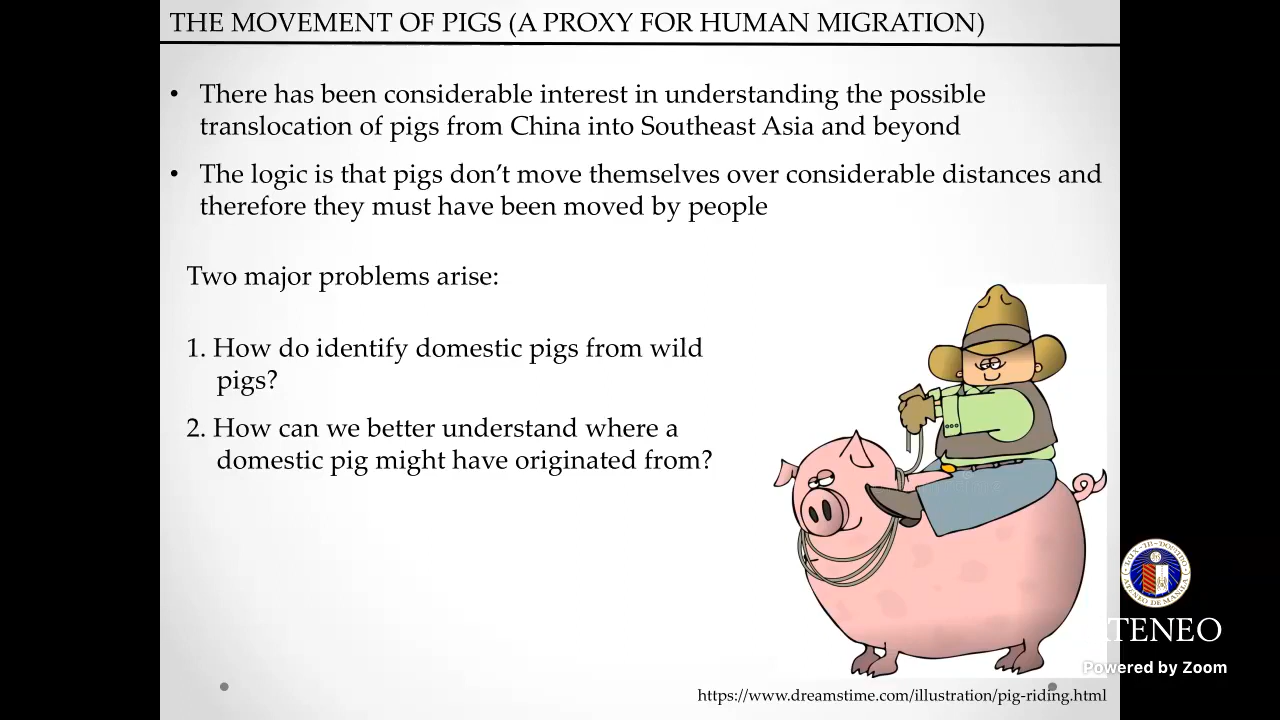 THE MOVEMENT OF PIGS (A PROXY FOR HUMAN MIGRATION)
• There has been considerable interest in understanding the possible
translocation of pigs from China into Southeast Asia and beyond
• The logic is that pigs don’t move themselves over considerable distances and
therefore they must have been moved by people
Two major problems arise:
1. How do identify domestic pigs from wild
pigs?
2. How can we better understand where a
domestic pig might have originated from?
TENEO
Powered by Zoom
https://www.dreamstime.com/illustration/pig-riding.html